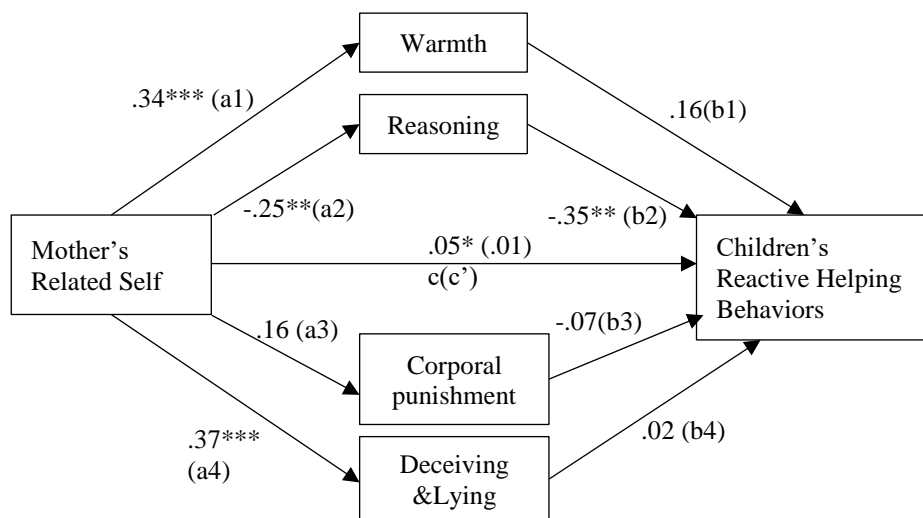 Warmth
.34*** (a1)
.16(b1)
Reasoning
-.25**(a2)
-.35** (b2)
Mother’s
Related Self
.05* (.01)
c(c’)
Children’s
Reactive Helping
Behaviors
.16 (a3)
-.07(b3)
Corporal
punishment
.37***
(a4)
.02 (b4)
Deceiving
&Lying